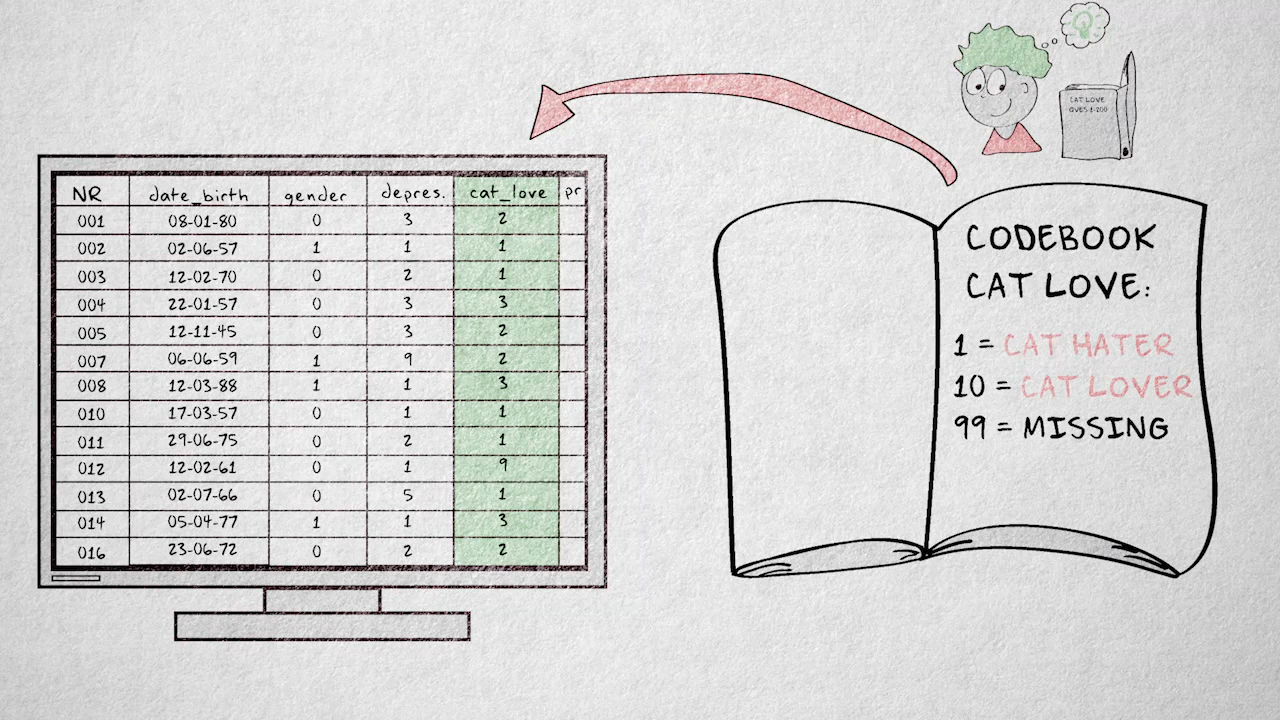 CAT LOVE
QUES 1-200
NR date_birth gender depres. cat_love pr
001 08-01-80 0 3 2
002 02-06-57 1 1 1
003 12-02-70 0 2 1
004 22-01-57 0 3 3
005 12-11-45 0 3 2
007 06-06-59 1 9 2
008 12-03-88 1 1 3
010 17-03-57 0 1 1
011 29-06-75 0 2 1
012 12-02-61 0 1 9
013 02-07-66 0 5 1
014 05-04-77 1 1 3
016 23-06-72 0 2 2
CODEBOOK
CAT LOVE:
1 = CAT HATER
10 = CAT LOVER
99 = MISSING